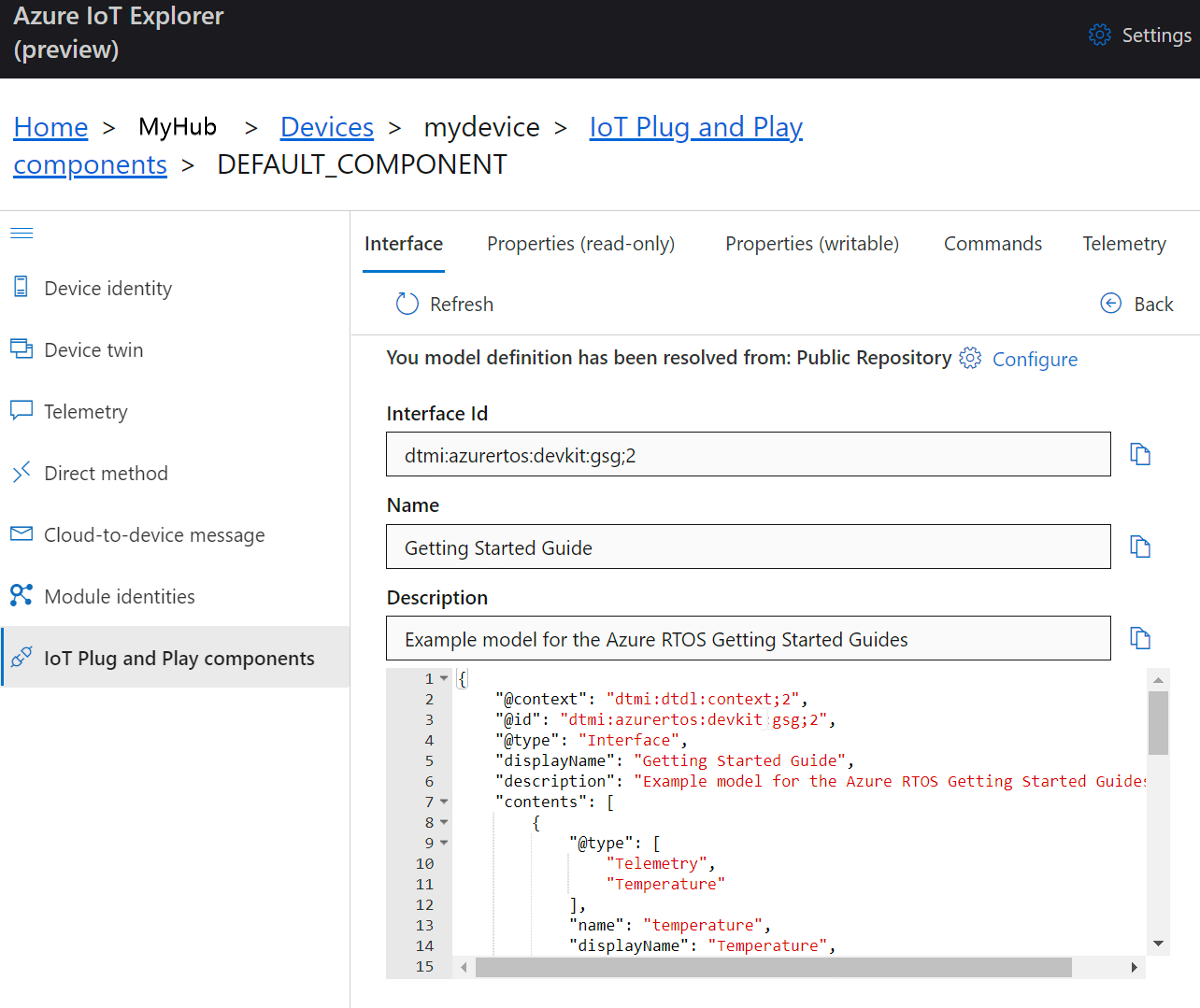 Azure IoT Explorer
(preview)
Settings
Home > MyHub > Devices > mydevice > IoT Plug and Play
components > DEFAULT_COMPONENT
Device identity
Device twin
Telemetry
Direct method
Cloud-to-device message
Module identities
IoT Plug and Play components
Interface Properties (read-only) Properties (writable) Commands Telemetry
Refresh Back
You model definition has been resolved from: Public Repository Configure
Interface Id
dtmi:azurertos:devkit:gsg;2
Name
Getting Started Guide
Description
Example model for the Azure RTOS Getting Started Guides
1 {
2 "@context": "dtmi:dtdl:context;2",
3 "@id": "dtmi:azurertos:devkit gsg;2",
4 "@type": "Interface",
5 "displayName": "Getting Started Guide",
6 "description": "Example model for the Azure RTOS Getting Started Guides
7 "contents": [
8 {
9 "@type": [
10 "Telemetry",
11 "Temperature"
12 ],
13 "name": "temperature",
14 "displayName": "Temperature",
15